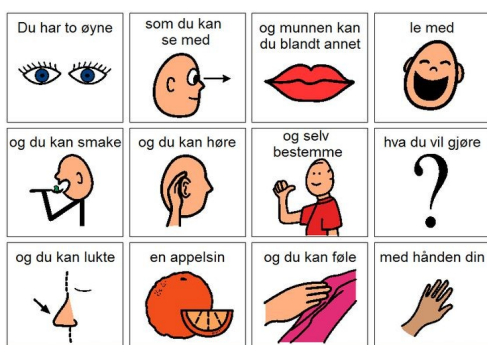 Du har to øyne
som du kan
se med
og munnen kan
du blandt annet
le med
og du kan smake
og du kan høre
og selv
bestemme
hva du vil gjøre
?
og du kan lukte
en appelsin
og du kan føle
med hånden din